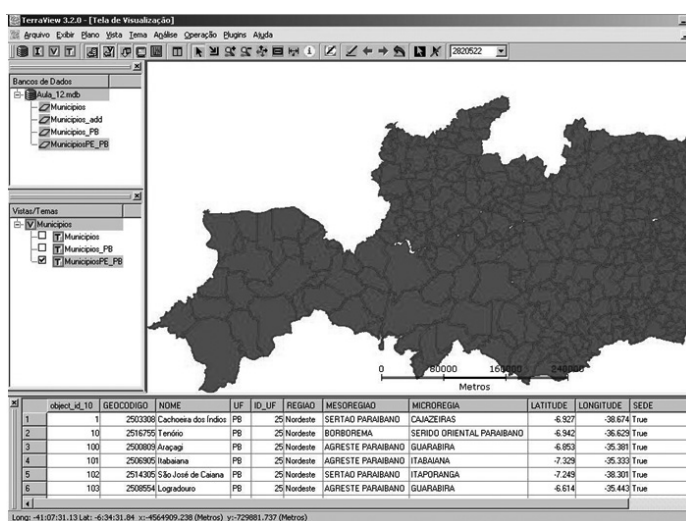 TerraView 3.2.0 - [Tela de Visualização]
Arquivo Exibir Plano Vista Tema Análise Operação Plugins Ajuda
2820522
Bancos de Dados
Aula_12.mdb
Municipios
Municipios_add
Municipios_PB
MunicipiosPE_PB
Vistas/Temas
Municipios
Municipios
Municipios_PB
MunicipiosPE_PB
0 80000 160000 240000
Metros
object_id_10 GEOCODIGO NOME UF ID_UF REGIAO MESOREGIAO MICROREGIA LATITUDE LONGITUDE SEDE
1 1 2503308 Cachoeira dos Índios PB 25 Nordeste SERTAO PARAIBANO CAJAZEIRAS -6.927 -38.674 True
2 10 2516755 Tenório PB 25 Nordeste BORBOREMA SERIDO ORIENTAL PARAIBANO -6.942 -36.629 True
3 100 2500809 Araçagi PB 25 Nordeste AGRESTE PARAIBANO GUARABIRA -6.853 -35.381 True
4 101 2506905 Itabaiana PB 25 Nordeste AGRESTE PARAIBANO ITABAIANA -7.329 -35.333 True
5 102 2514305 São José de Caiana PB 25 Nordeste SERTAO PARAIBANO ITAPORANGA -7.249 -38.301 True
6 103 2508554 Logradouro PB 25 Nordeste AGRESTE PARAIBANO GUARABIRA -6.614 -35.443 True
Long: -41:07:31.13 Lat: -6:34:31.84 x:-4564909.238 (Metros) y:-729881.737 (Metros)